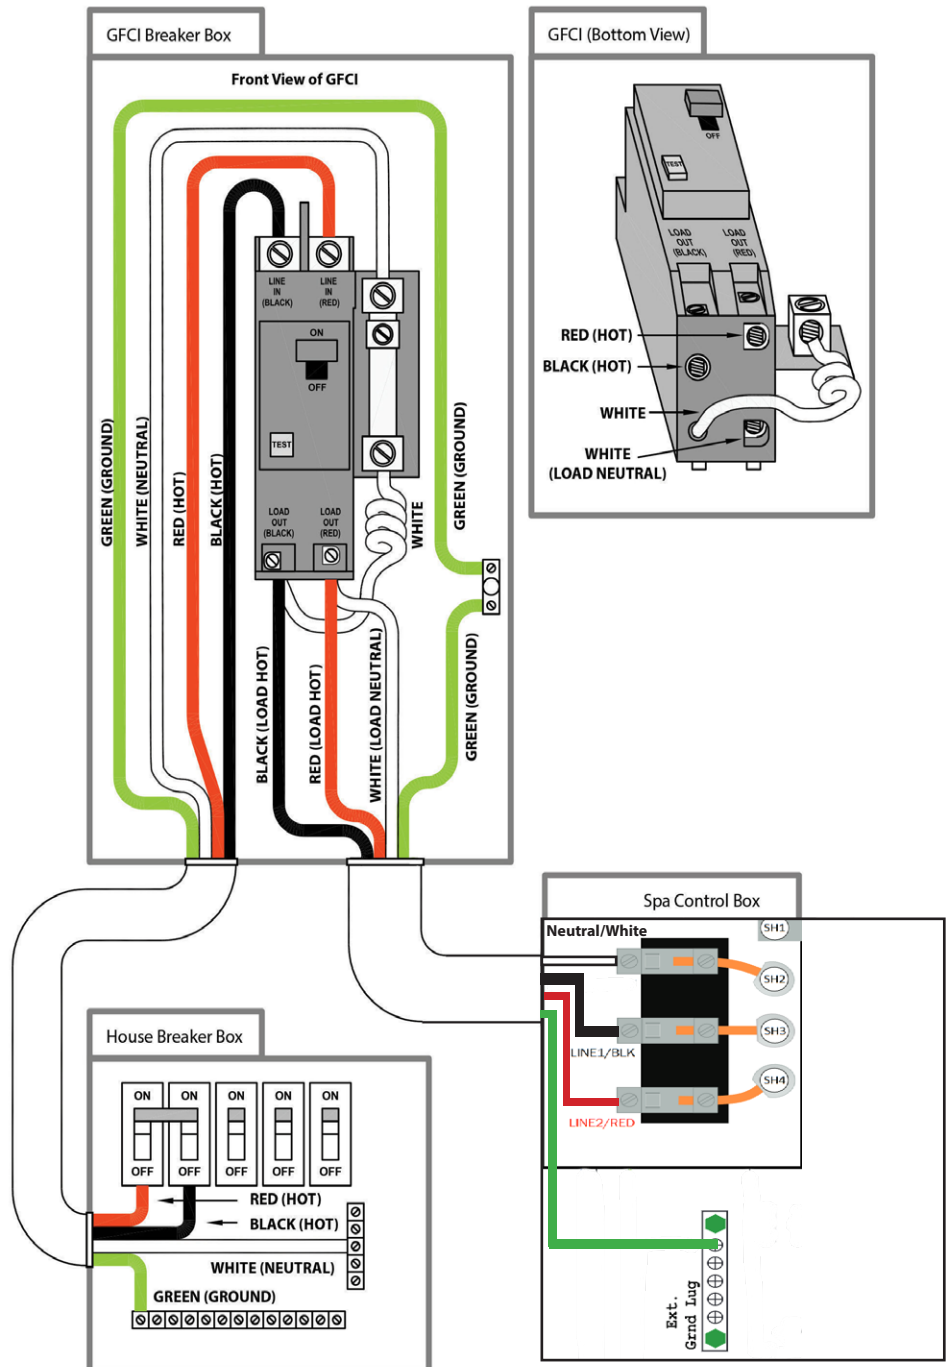 GFCI Breaker Box
Front View of GFCI
LINE
IN
(BLACK)
LINE
IN
(RED)
ON
OFF
TEST
LOAD
OUT
(BLACK)
LOAD
OUT
(RED)
GREEN (GROUND)
WHITE (NEUTRAL)
RED (HOT)
BLACK (HOT)
WHITE
GREEN (GROUND)
BLACK (LOAD HOT)
RED (LOAD HOT)
WHITE (LOAD NEUTRAL)
GREEN (GROUND)
GFCI (Bottom View)
OFF
TEST
LOAD
OUT
(BLACK)
LOAD
OUT
(RED)
RED (HOT)
BLACK (HOT)
WHITE
WHITE
(LOAD NEUTRAL)
House Breaker Box
ON
ON
ON
ON
ON
OFF
OFF
OFF
OFF
OFF
RED (HOT)
BLACK (HOT)
WHITE (NEUTRAL)
GREEN (GROUND)
Spa Control Box
Neutral/White
SH1
SH2
SH3
LINE1/BLK
SH4
LINE2/RED
Ext.
Grnd Lug